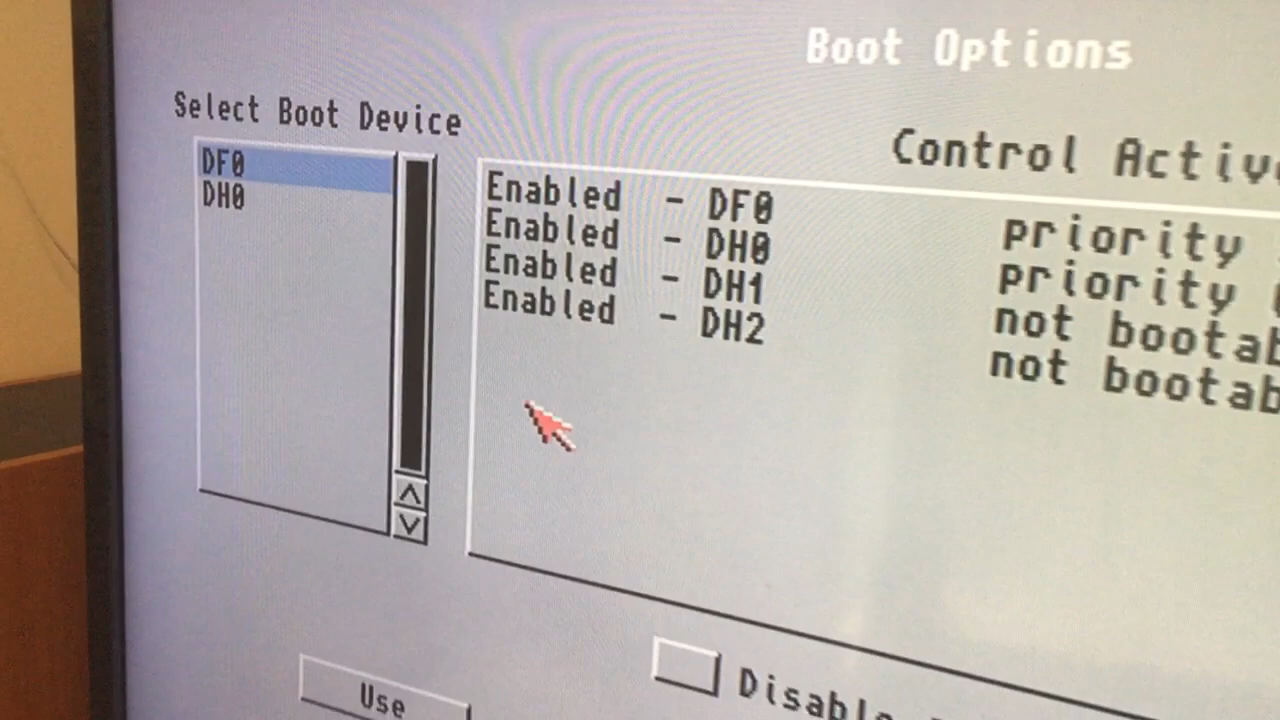 Boot Options
Select Boot Device
DF0
DH0
Control
Enabled - DF0 priority
Enabled - DH0 priority
Enabled - DH1 not
Enabled - DH2 not
Use